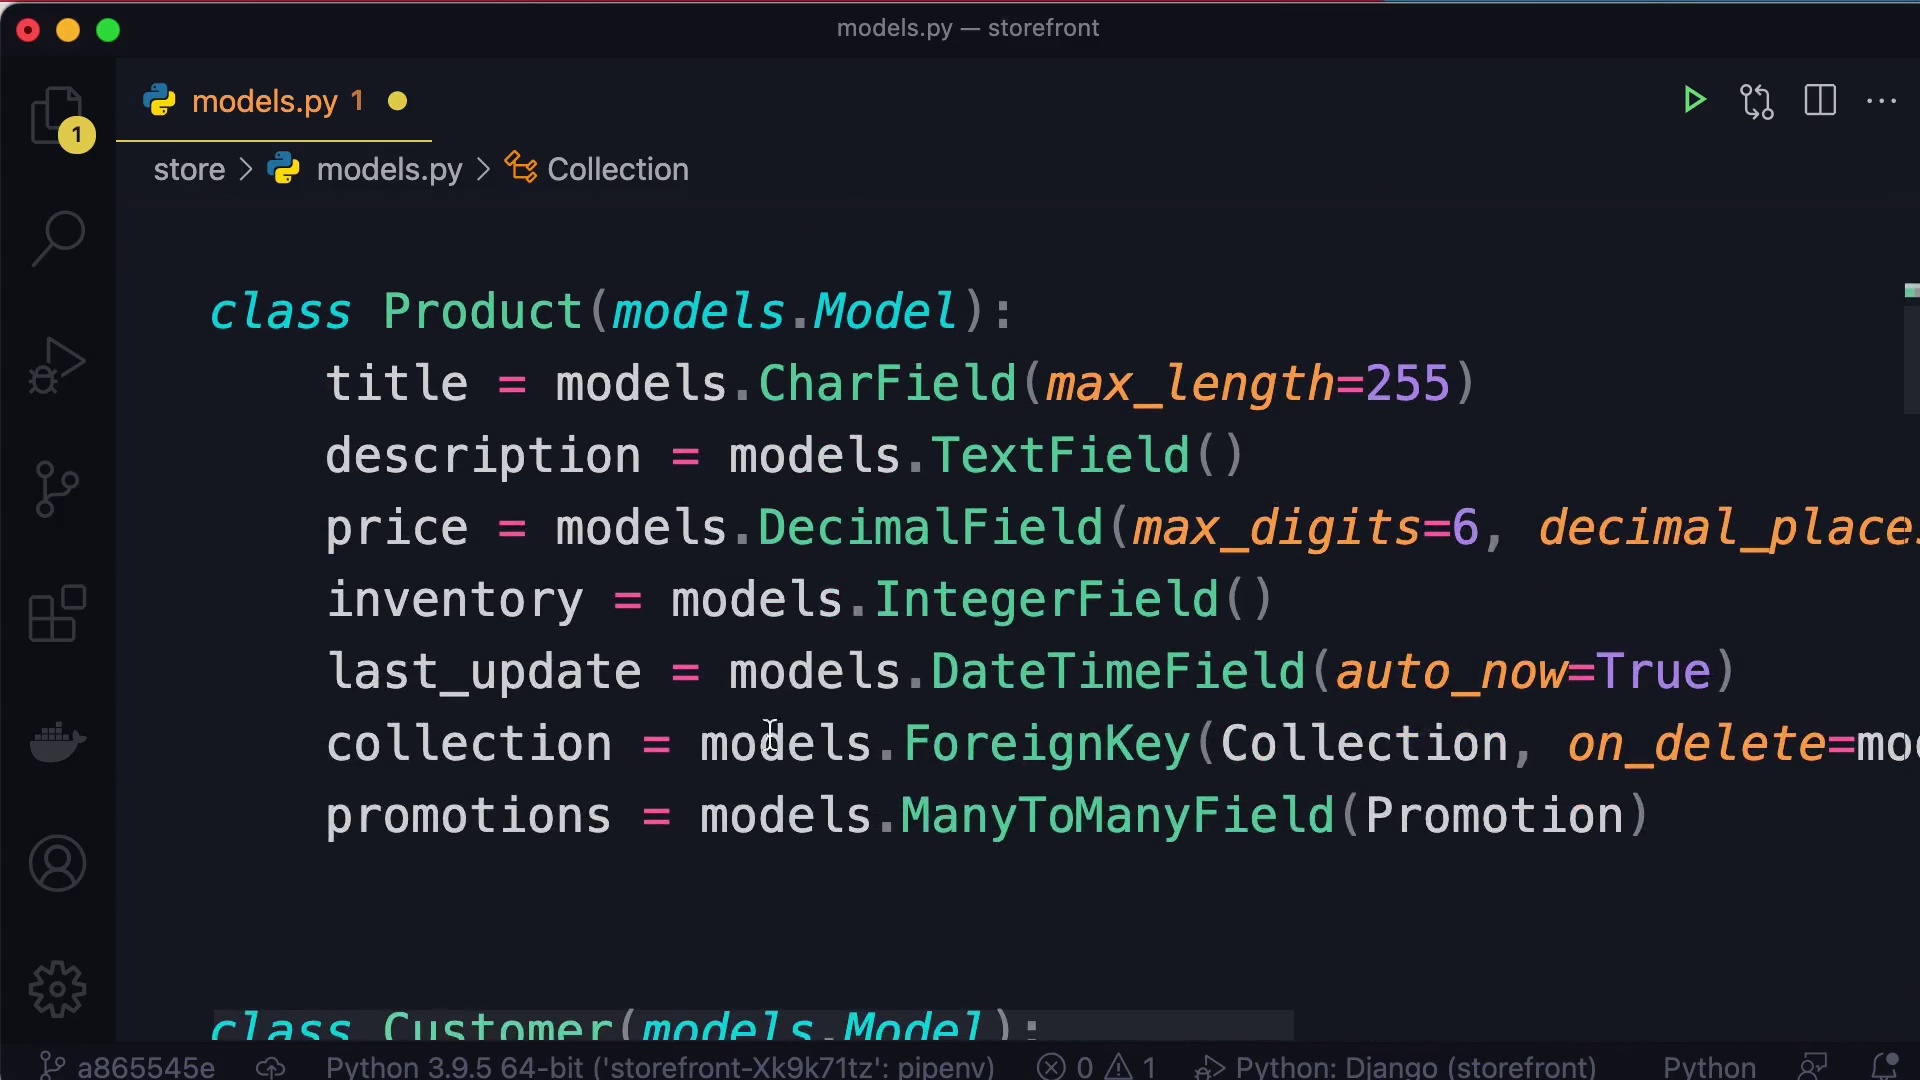 models.py — storefront
models.py 1
1
store > models.py > Collection
class Product(models.Model):
title = models.CharField(max_length=255)
description = models.TextField()
price = models.DecimalField(max_digits=6, decimal_places
inventory = models.IntegerField()
last_update = models.DateTimeField(auto_now=True)
collection = models.ForeignKey(Collection, on_delete=mo
promotions = models.ManyToManyField(Promotion)
class Customer(models.Model):
a865545e Python 3.9.5 64-bit ('storefront-Xk9k71tz': pipenv) 0 1 Python: Django (storefront) Python